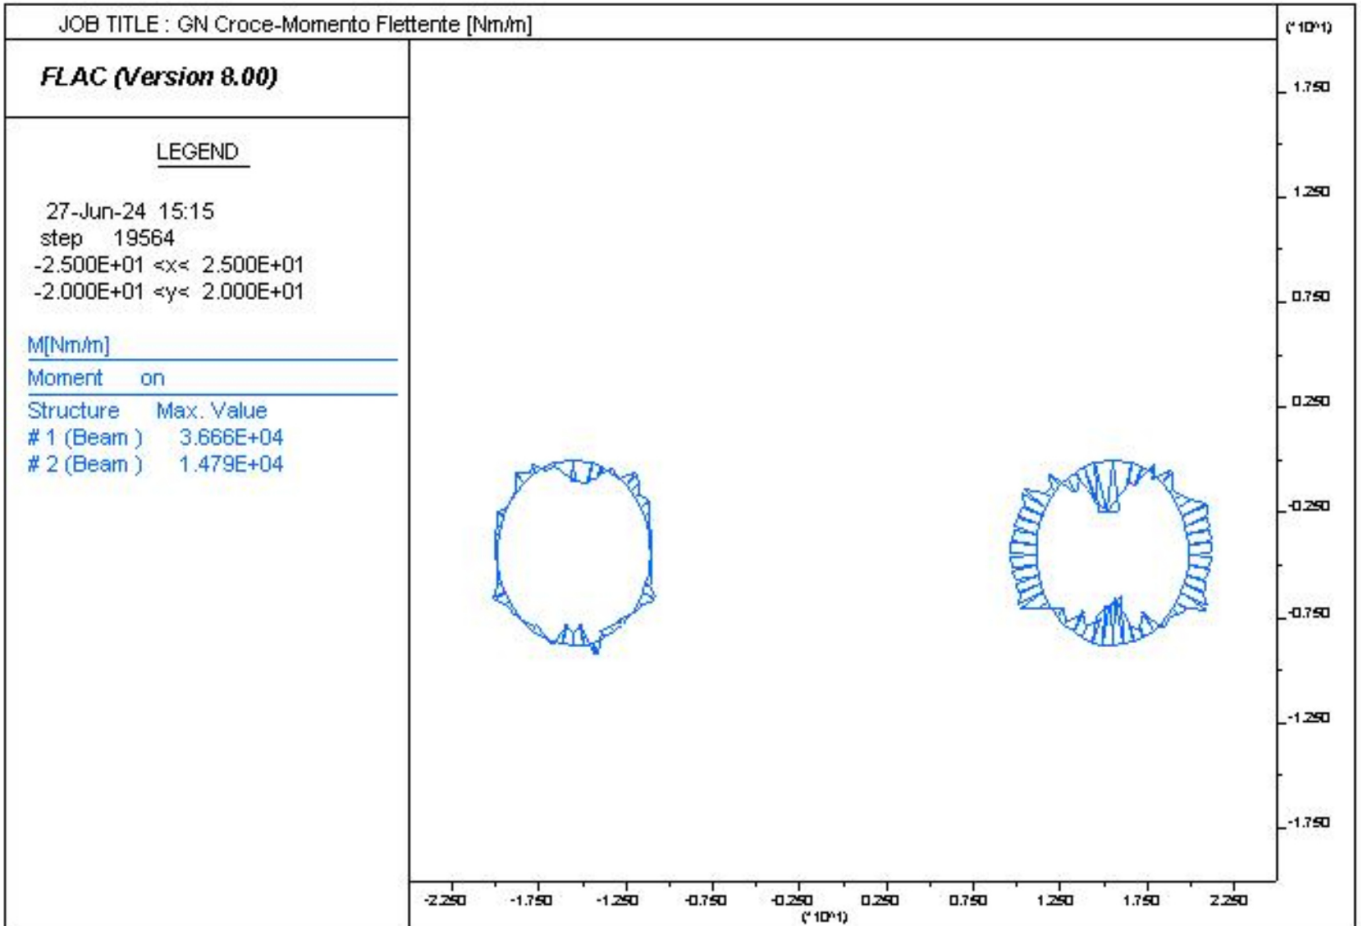 JOB TITLE : GN Croce-Momento Flettente [Nm/m]
(*10^1)
FLAC (Version 8.00)
LEGEND
27-Jun-24 15:15
step 19564
-2.500E+01 <x< 2.500E+01
-2.000E+01 <y< 2.000E+01
M[Nm/m]
Moment on
Structure Max. Value
# 1 (Beam ) 3.666E+04
# 2 (Beam ) 1.479E+04
1.750
1.250
0.750
0.250
-0.250
-0.750
-1.250
-1.750
-2.250 -1.750 -1.250 -0.750 -0.250 0.250 0.750 1.250 1.750 2.250
(*10^1)